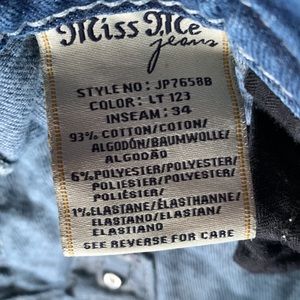 Miss Me
jeans
STYLE NO: JP7658B
COLOR: LT 123
INSEAM: 34
93% COTTON/COTON/
ALGODÓN/BAUMWOLLE/
ALGODÃO
6% POLYESTER/POLYESTER/
POLIÉSTER/POLYESTER/
POLIÉSTER/
1% ELASTANE/ÉLASTHANNE/
ELASTANO/ELASTAN/
ELASTIANO
SEE REVERSE FOR CARE